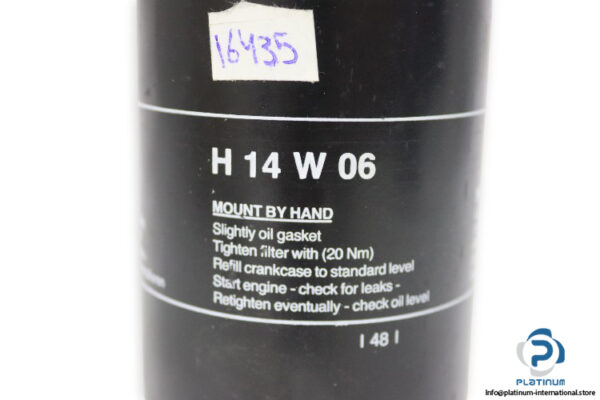 16435
H 14 W 06
MOUNT BY HAND
Slightly oil gasket
Tighten filter with (20 Nm)
Refill crankcase to standard level
Start engine - check for leaks -
Retighten eventually - check oil level
| 48 |
PLATINUM
Info@platinum-international.store